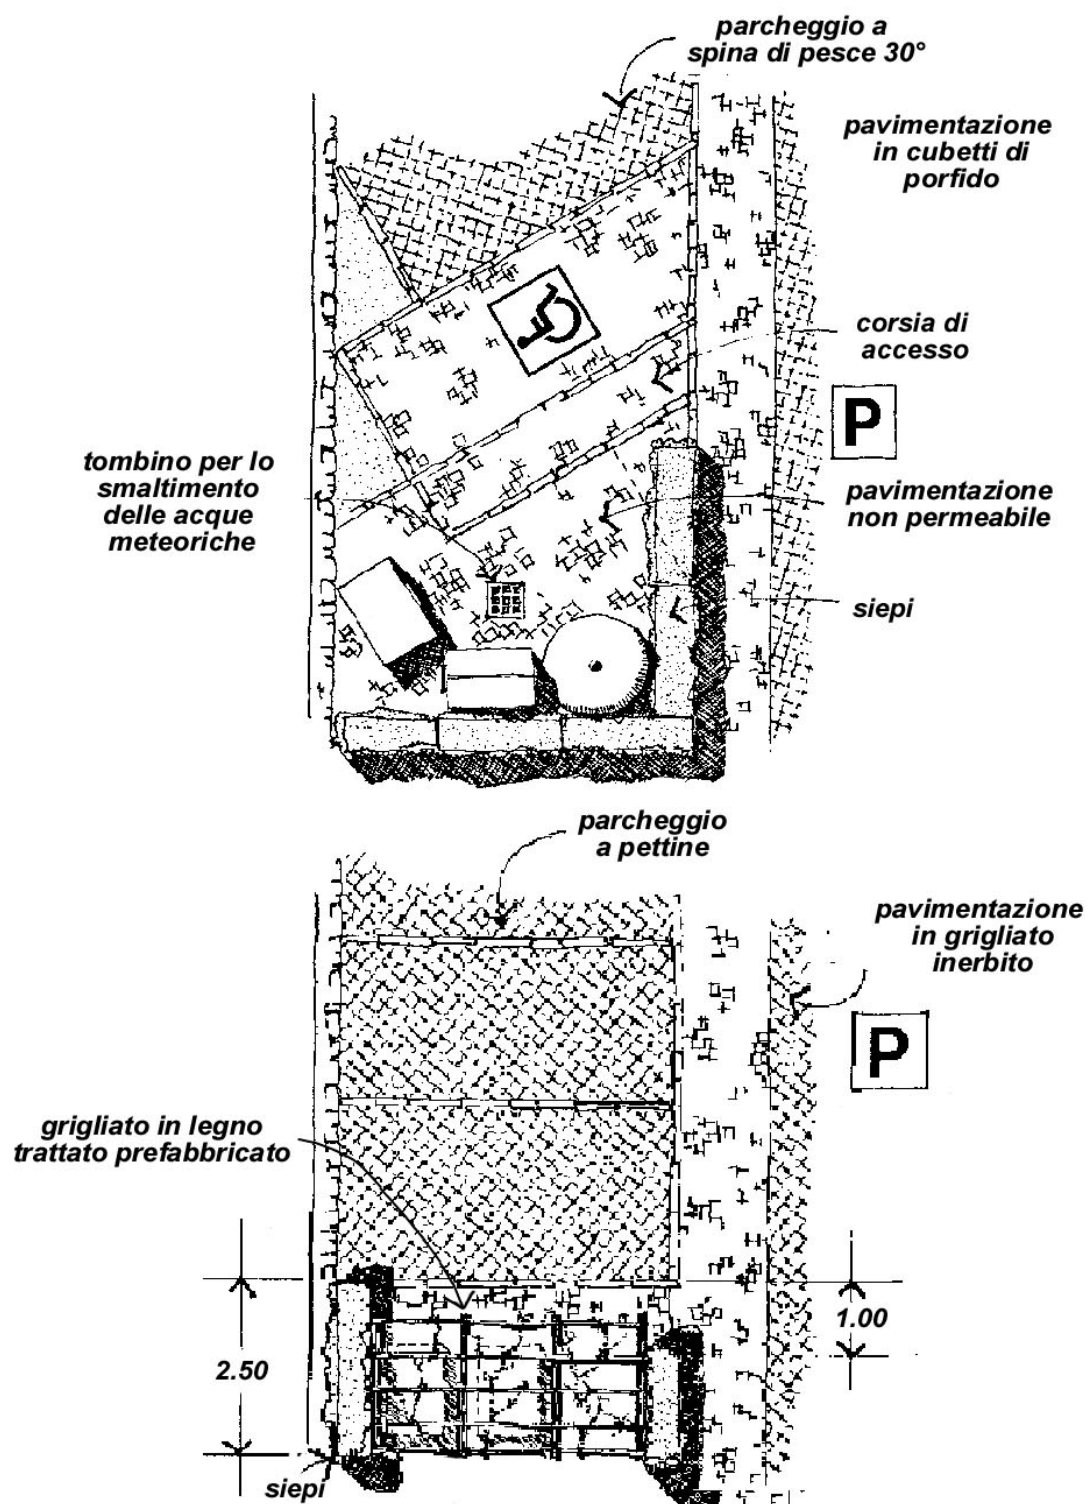 parcheggio a
spina di pesce 30°
pavimentazione
in cubetti di
porfido
corsia di
accesso
P
tombino per lo
smaltimento
delle acque
meteoriche
pavimentazione
non permeabile
siepi
parcheggio
a pettine
pavimentazione
in grigliato
inerbito
P
grigliato in legno
trattato prefabbricato
1.00
2.50
siepi